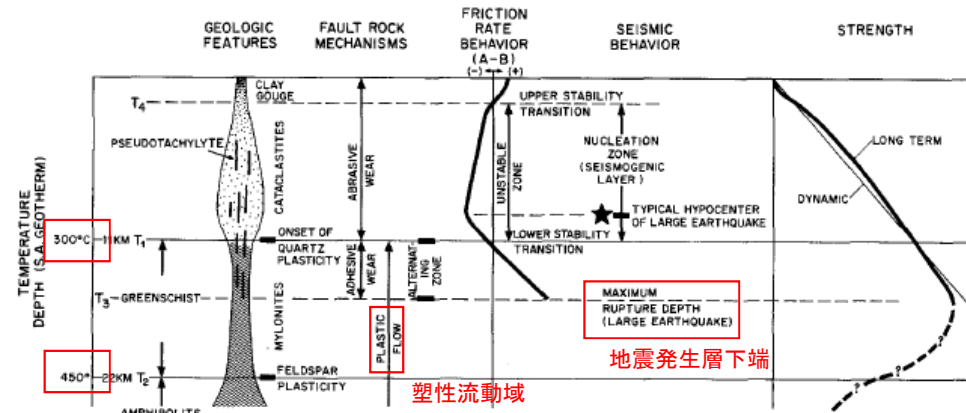 GEOLOGIC
FEATURES
FAULT ROCK
MECHANISMS
FRICTION
RATE
BEHAVIOR
(A-B)
(-) (+)
SEISMIC
BEHAVIOR
STRENGTH
TEMPERATURE
DEPTH (S.A. GEOTHERM)
T4
CLAY
GOUGE
PSEUDOTACHYLYTE
CATACLASTITES
ABRASIVE
WEAR
UPPER STABILITY
TRANSITION
UNSTABLE
ZONE
NUCLEATION
ZONE
(SEISMOGENIC
LAYER)
TYPICAL HYPOCENTER
OF LARGE EARTHQUAKE
LONG TERM
DYNAMIC
300°C 11KM T1
ONSET OF
QUARTZ
PLASTICITY
LOWER STABILITY
TRANSITION
ADHESIVE
WEAR
ALTERNAT-
ING
ZONE
T3 GREENSCHIST
MYLONITES
PLASTIC
FLOW
MAXIMUM
RUPTURE DEPTH
(LARGE EARTHQUAKE)
地震発生層下端
450° 22KM T2
FELDSPAR
PLASTICITY
塑性流動域
? ? ?
AMPHIBOLITS